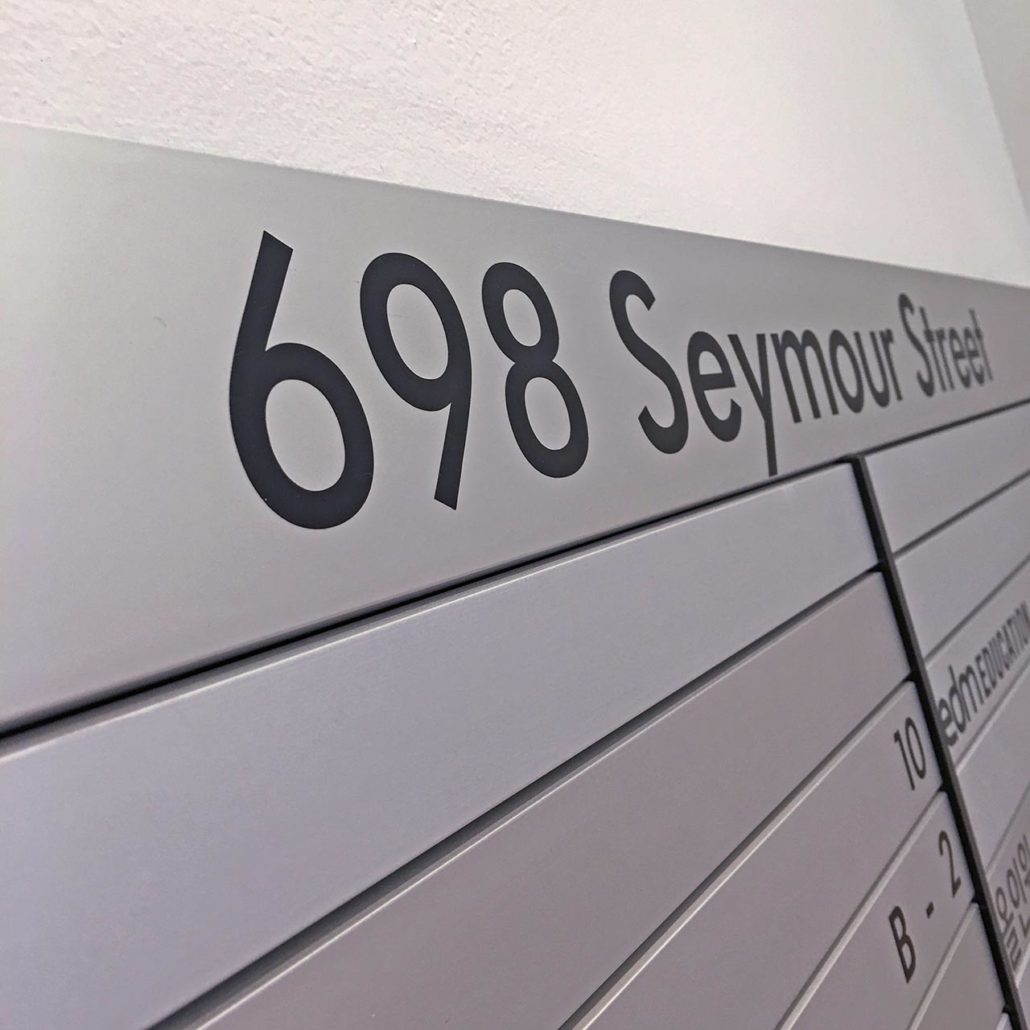 698 Seymour Street
edm EDUCATION
10
B - 2